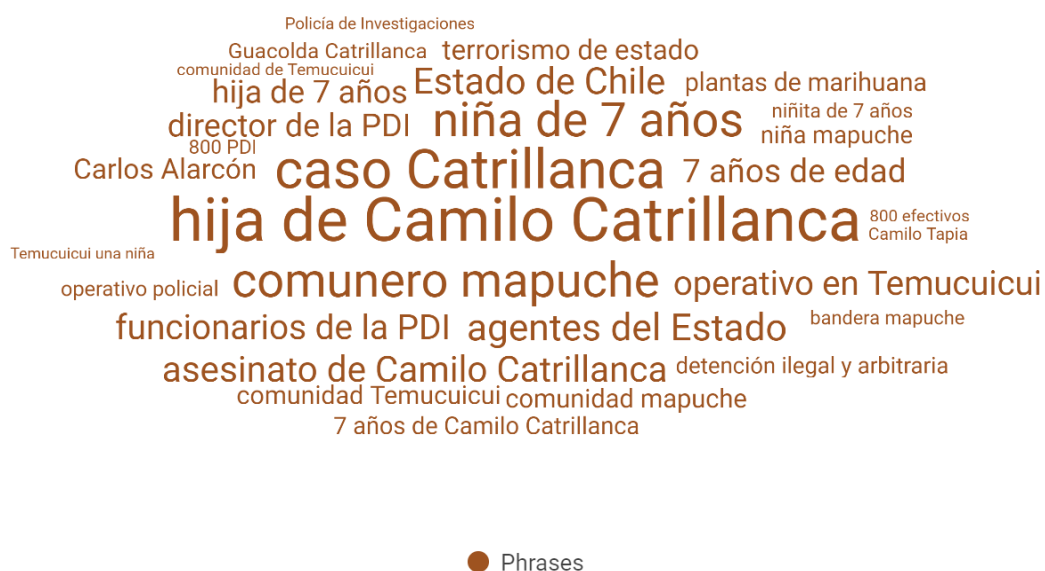 Policía de Investigaciones
Guacolda Catrillanca
terrorismo de estado
comunidad de Temucuicui
hija de 7 años
Estado de Chile
plantas de marihuana
director de la PDI
niña de 7 años
niñita de 7 años
niña mapuche
800 PDI
Carlos Alarcón
caso Catrillanca
7 años de edad
hija de Camilo Catrillanca
800 efectivos
Camilo Tapia
Temucuicui una niña
operativo policial
comunero mapuche
operativo en Temucuicui
funcionarios de la PDI
agentes del Estado
bandera mapuche
asesinato de Camilo Catrillanca
detención ilegal y arbitraria
comunidad Temucuicui
comunidad mapuche
7 años de Camilo Catrillanca
Phrases